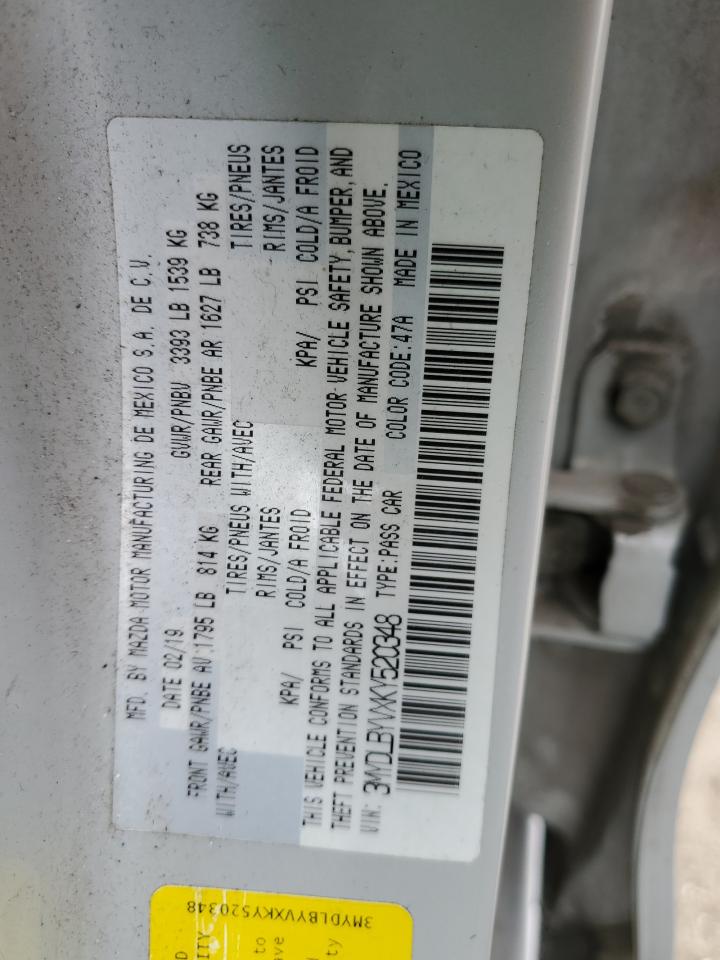 MFD. BY MAZDA MOTOR MANUFACTURING DE MEXICO S.A. DE C.V.
DATE 02/19 GVWR/PNBV 3393 LB 1539 KG
FRONT GAWR/PNBE AV 1795 LB 814 KG REAR GAWR/PNBE AR 1627 LB 738 KG
WITH/AVEC TIRES/PNEUS WITH/AVEC TIRES/PNEUS
RIMS/JANTES RIMS/JANTES
KPA/ PSI COLD/A FROID KPA/ PSI COLD/A FROID
THIS VEHICLE CONFORMS TO ALL APPLICABLE FEDERAL MOTOR VEHICLE SAFETY, BUMPER, AND
THEFT PREVENTION STANDARDS IN EFFECT ON THE DATE OF MANUFACTURE SHOWN ABOVE.
VIN: 3MYDLBYVXKY520348 TYPE: PASS CAR COLOR CODE: 47A MADE IN MEXICO
3MYDLBYVXKY520348
to